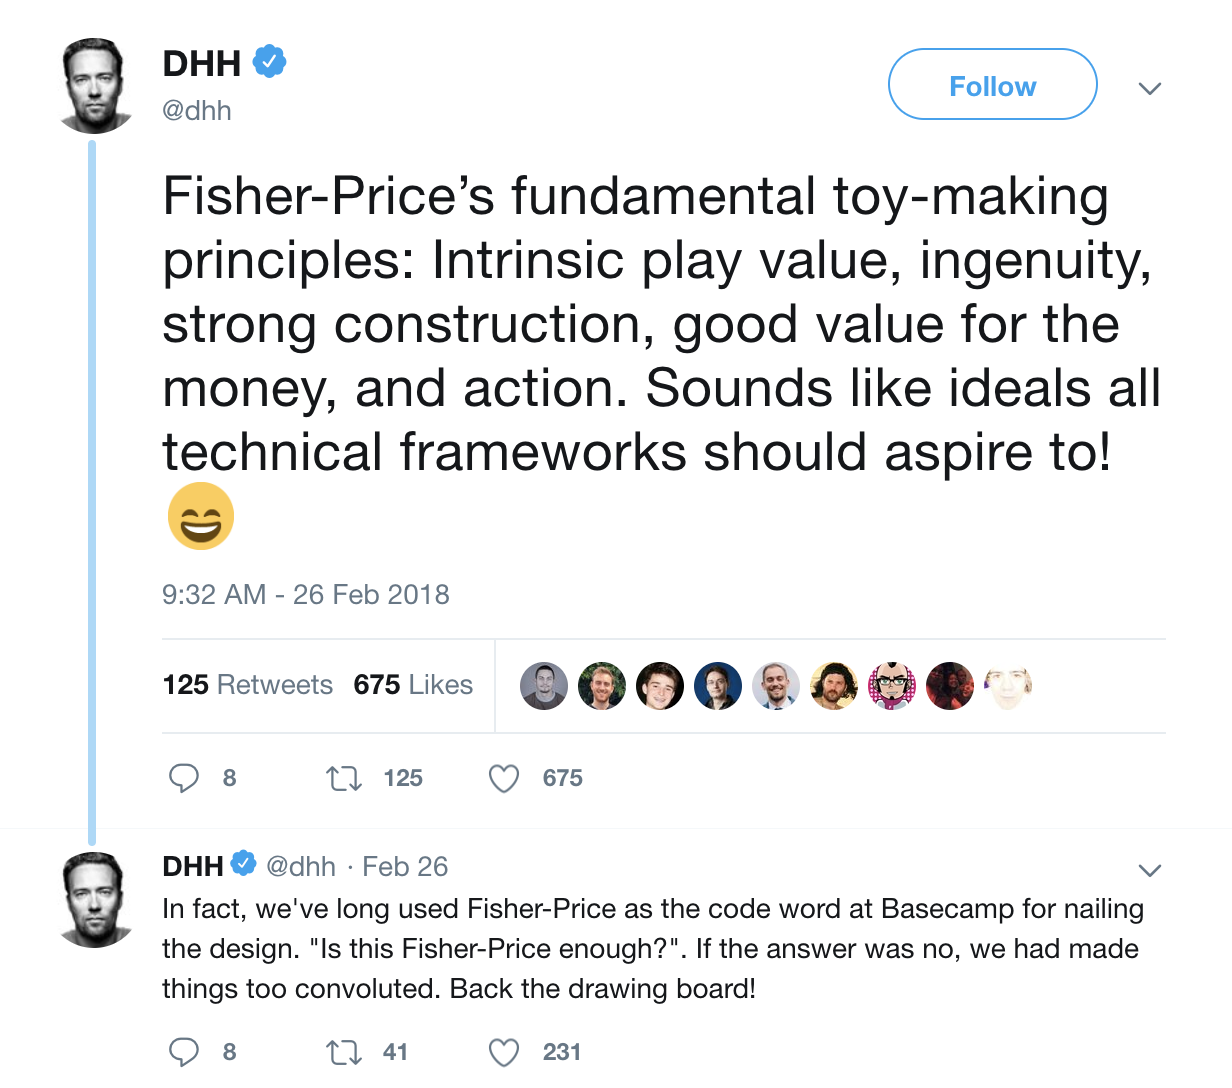 DHH
@dhh
Follow
Fisher-Price’s fundamental toy-making
principles: Intrinsic play value, ingenuity,
strong construction, good value for the
money, and action. Sounds like ideals all
technical frameworks should aspire to!
😄
9:32 AM - 26 Feb 2018
125 Retweets 675 Likes
8 125 675
DHH @dhh · Feb 26
In fact, we've long used Fisher-Price as the code word at Basecamp for nailing
the design. "Is this Fisher-Price enough?". If the answer was no, we had made
things too convoluted. Back the drawing board!
8 41 231